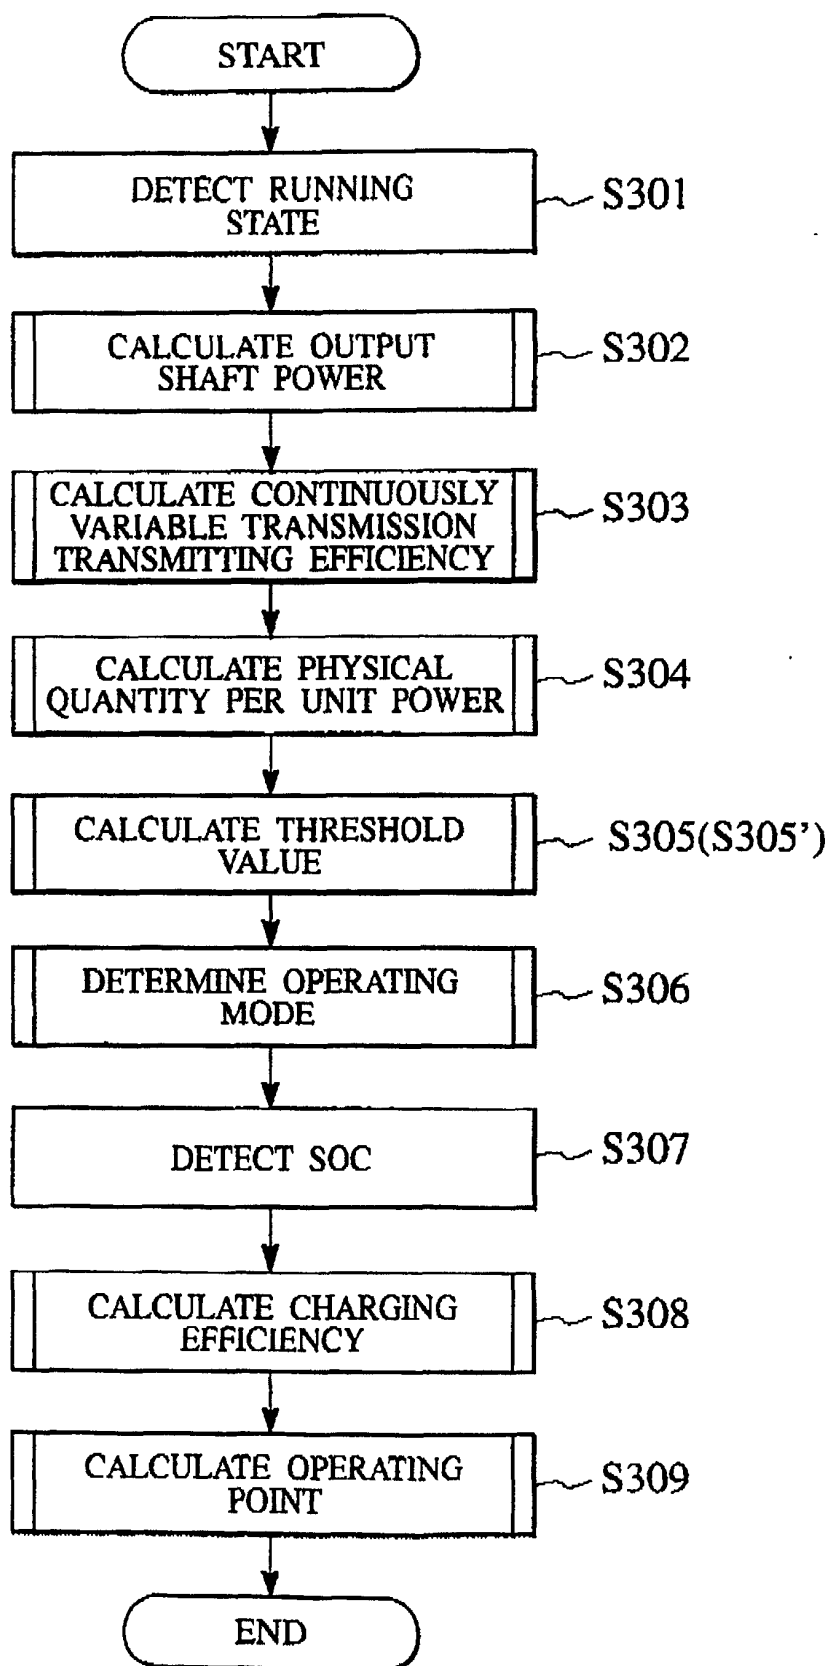 START
DETECT RUNNING
STATE
S301
CALCULATE OUTPUT
SHAFT POWER
S302
CALCULATE CONTINUOUSLY
VARIABLE TRANSMISSION
TRANSMITTING EFFICIENCY
S303
CALCULATE PHYSICAL
QUANTITY PER UNIT POWER
S304
CALCULATE THRESHOLD
VALUE
S305(S305')
DETERMINE OPERATING
MODE
S306
DETECT SOC
S307
CALCULATE CHARGING
EFFICIENCY
S308
CALCULATE OPERATING
POINT
S309
END